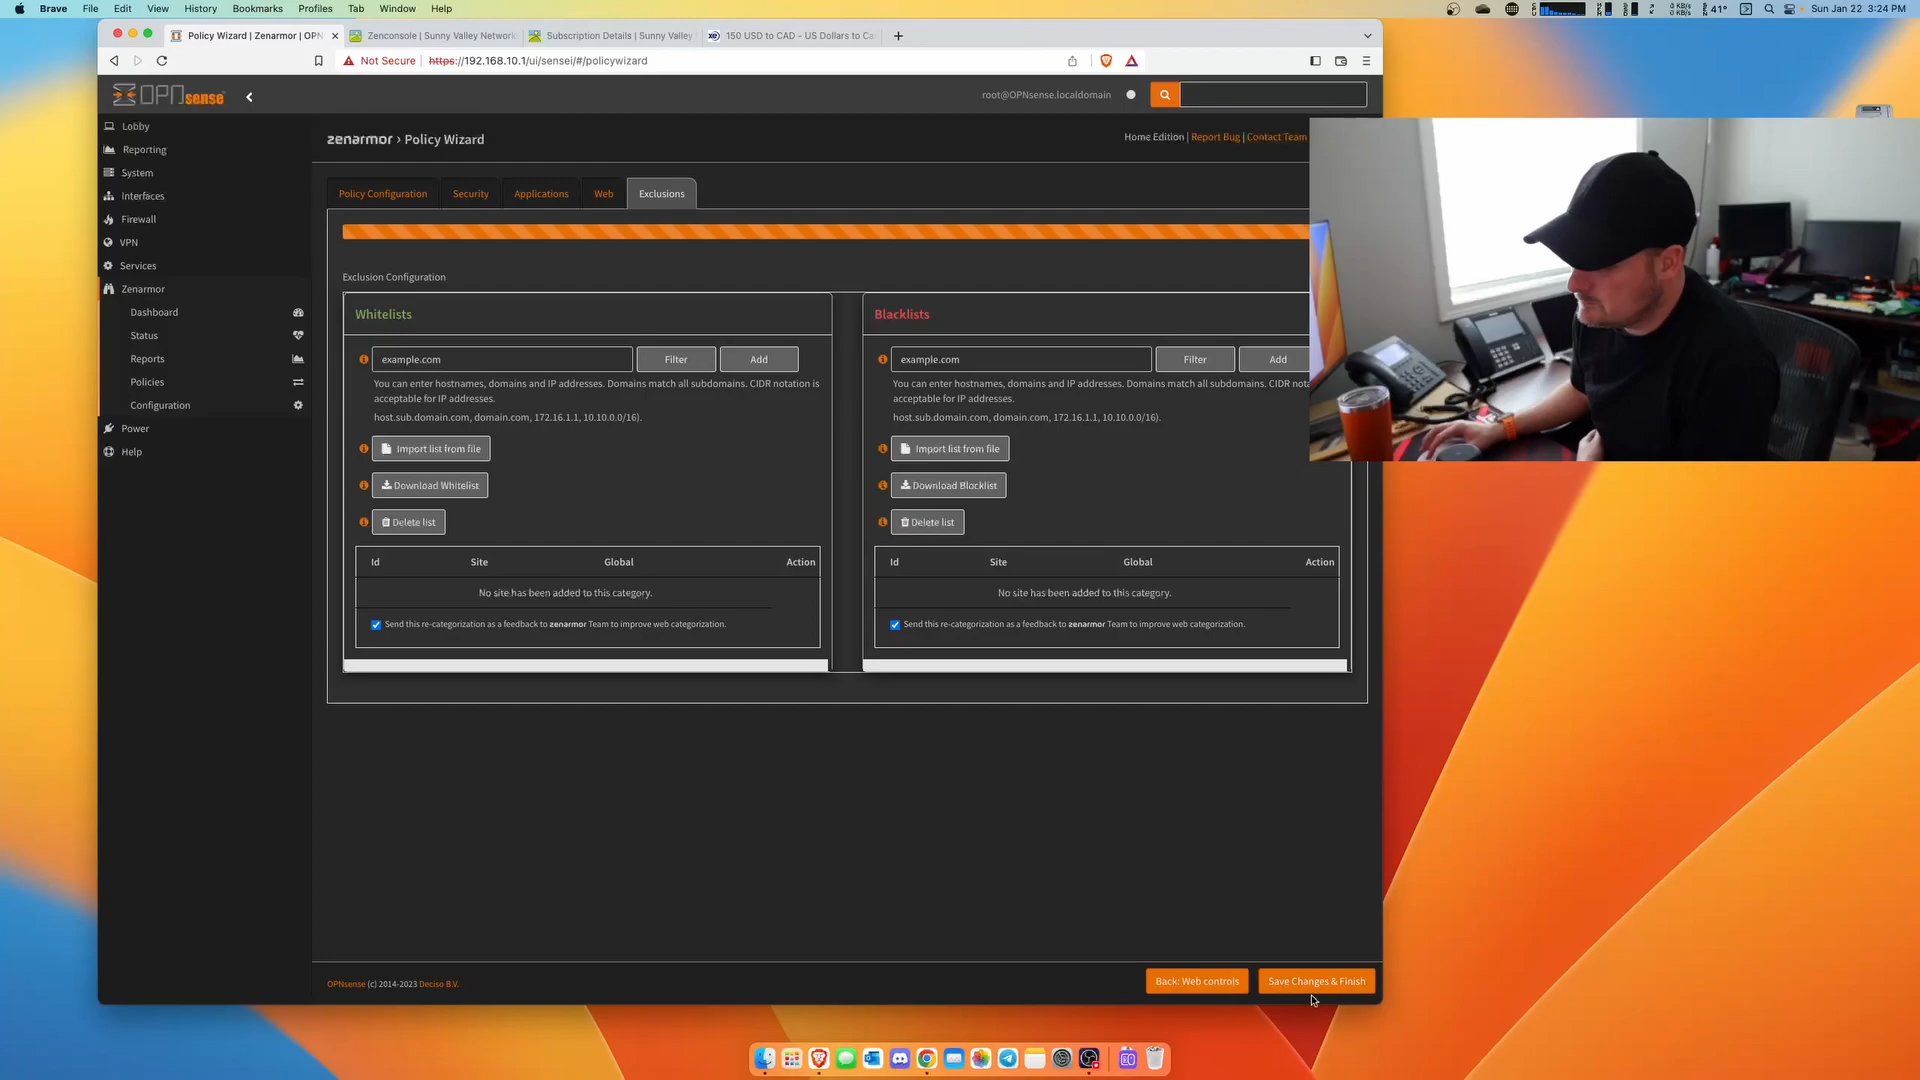 Brave File Edit View History Bookmarks Profiles Tab Window Help
41° Sun Jan 22 3:24 PM
Policy Wizard | Zenarmor | OPN
Zenconsole | Sunny Valley Network
Subscription Details | Sunny Valley
150 USD to CAD - US Dollars to Ca
Not Secure https://192.168.10.1/ui/sensei/#/policywizard
OPNsense
root@OPNsense.localdomain
Lobby
Reporting
System
Interfaces
Firewall
VPN
Services
Zenarmor
Dashboard
Status
Reports
Policies
Configuration
Power
Help
zenarmor › Policy Wizard
Home Edition | Report Bug | Contact Team
Policy Configuration Security Applications Web Exclusions
Exclusion Configuration
Whitelists
example.com Filter Add
You can enter hostnames, domains and IP addresses. Domains match all subdomains. CIDR notation is
acceptable for IP addresses.
host.sub.domain.com, domain.com, 172.16.1.1, 10.10.0.0/16).
Import list from file
Download Whitelist
Delete list
Id Site Global Action
No site has been added to this category.
Send this re-categorization as a feedback to zenarmor Team to improve web categorization.
Blacklists
example.com Filter Add
You can enter hostnames, domains and IP addresses. Domains match all subdomains. CIDR nota
acceptable for IP addresses.
host.sub.domain.com, domain.com, 172.16.1.1, 10.10.0.0/16).
Import list from file
Download Blacklist
Delete list
Id Site Global Action
No site has been added to this category.
Send this re-categorization as a feedback to zenarmor Team to improve web categorization.
OPNsense (c) 2014-2023 Deciso B.V.
Back: Web controls Save Changes & Finish